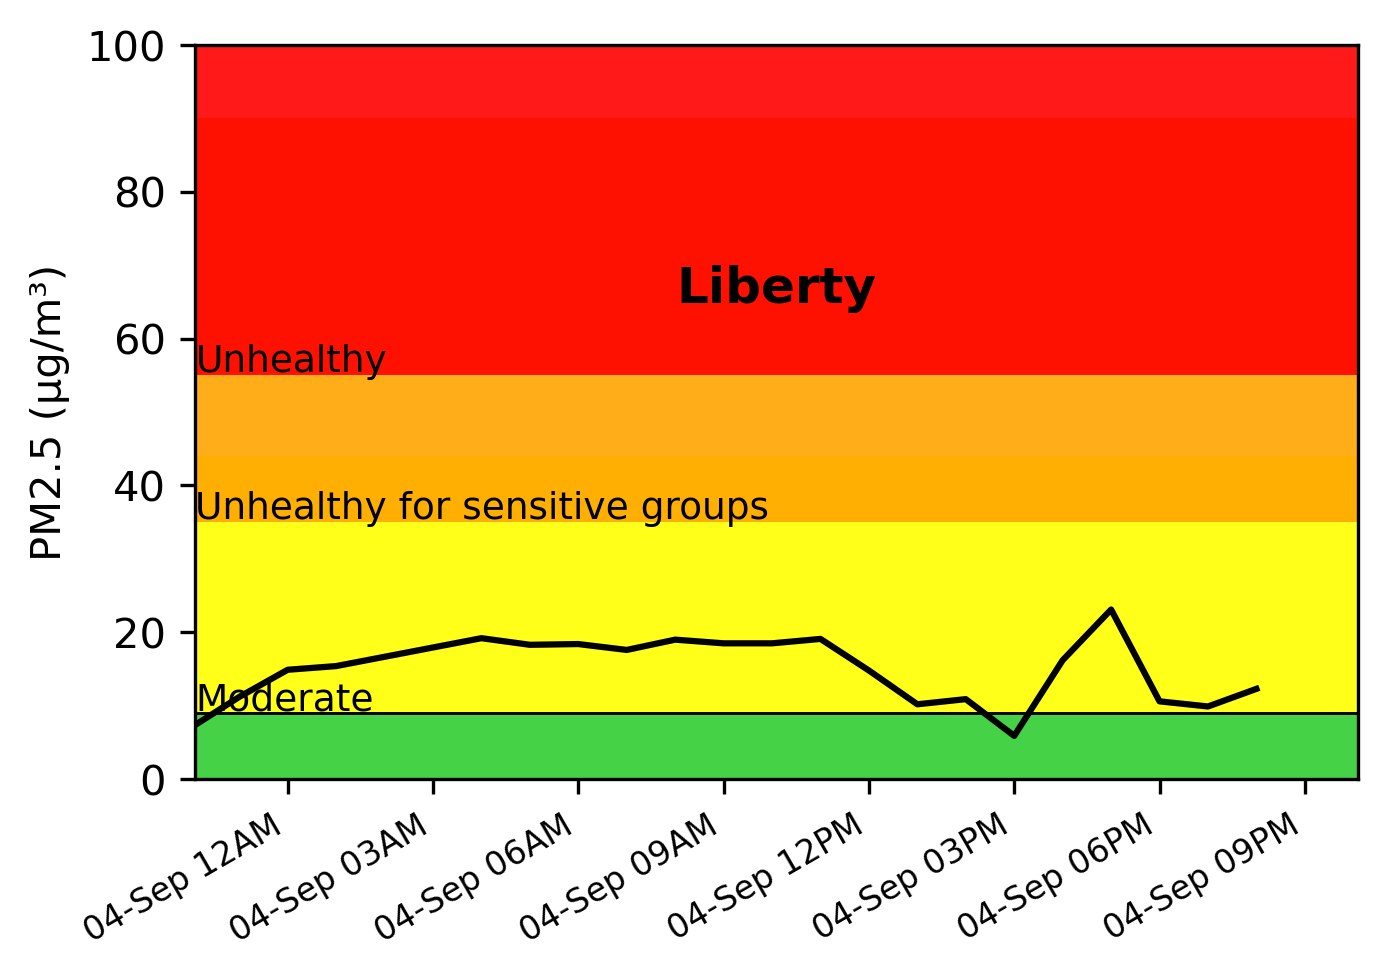 100
80
60
40
20
0
PM2.5 (µg/m³)
Liberty
Unhealthy
Unhealthy for sensitive groups
Moderate
04-Sep 12AM
04-Sep 03AM
04-Sep 06AM
04-Sep 09AM
04-Sep 12PM
04-Sep 03PM
04-Sep 06PM
04-Sep 09PM